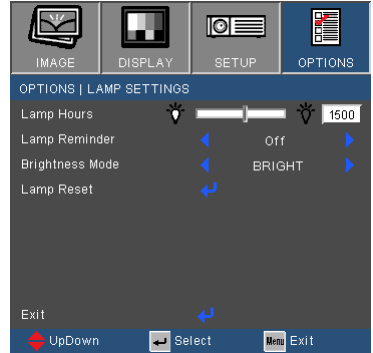 IMAGE DISPLAY SETUP OPTIONS
OPTIONS | LAMP SETTINGS
Lamp Hours 1500
Lamp Reminder Off
Brightness Mode BRIGHT
Lamp Reset
Exit
UpDown Select Menu Exit